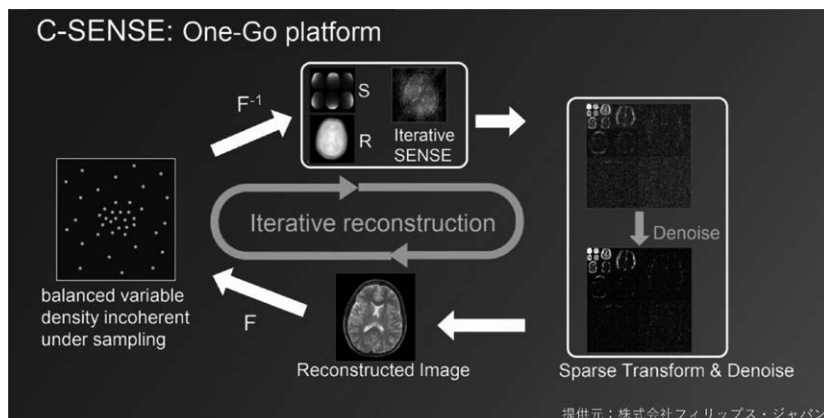 C-SENSE: One-Go platform
F-1
S
R
Iterative
SENSE
Iterative reconstruction
Denoise
balanced variable
density incoherent
under sampling
F
Reconstructed Image
Sparse Transform & Denoise
提供元：株式会社フィリップス・ジャパン